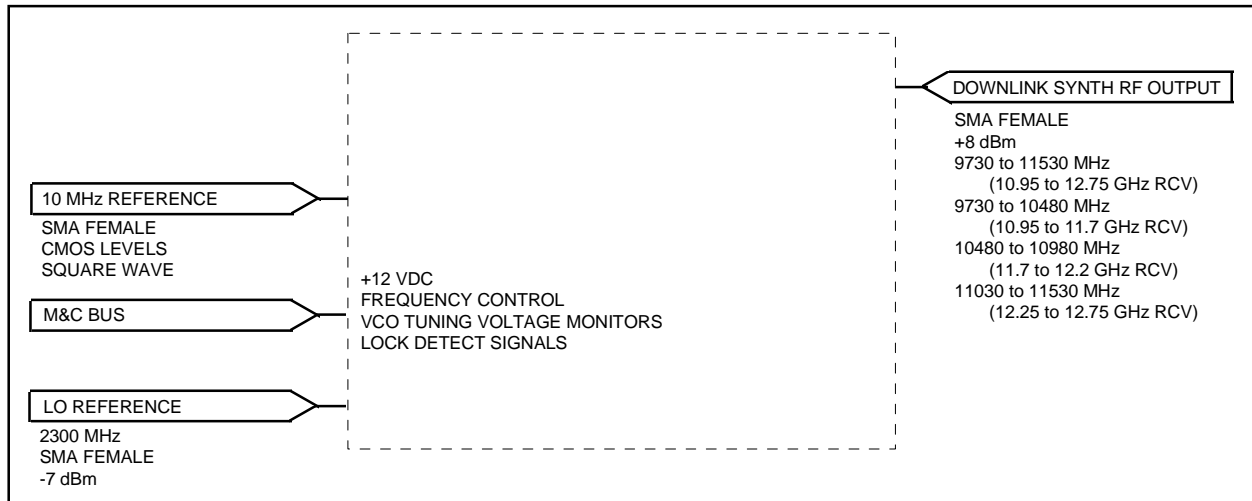 DOWNLINK SYNTH RF OUTPUT
SMA FEMALE
+8 dBm
9730 to 11530 MHz
(10.95 to 12.75 GHz RCV)
9730 to 10480 MHz
(10.95 to 11.7 GHz RCV)
10480 to 10980 MHz
(11.7 to 12.2 GHz RCV)
11030 to 11530 MHz
(12.25 to 12.75 GHz RCV)
10 MHz REFERENCE
SMA FEMALE
CMOS LEVELS
SQUARE WAVE
M&C BUS
+12 VDC
FREQUENCY CONTROL
VCO TUNING VOLTAGE MONITORS
LOCK DETECT SIGNALS
LO REFERENCE
2300 MHz
SMA FEMALE
-7 dBm